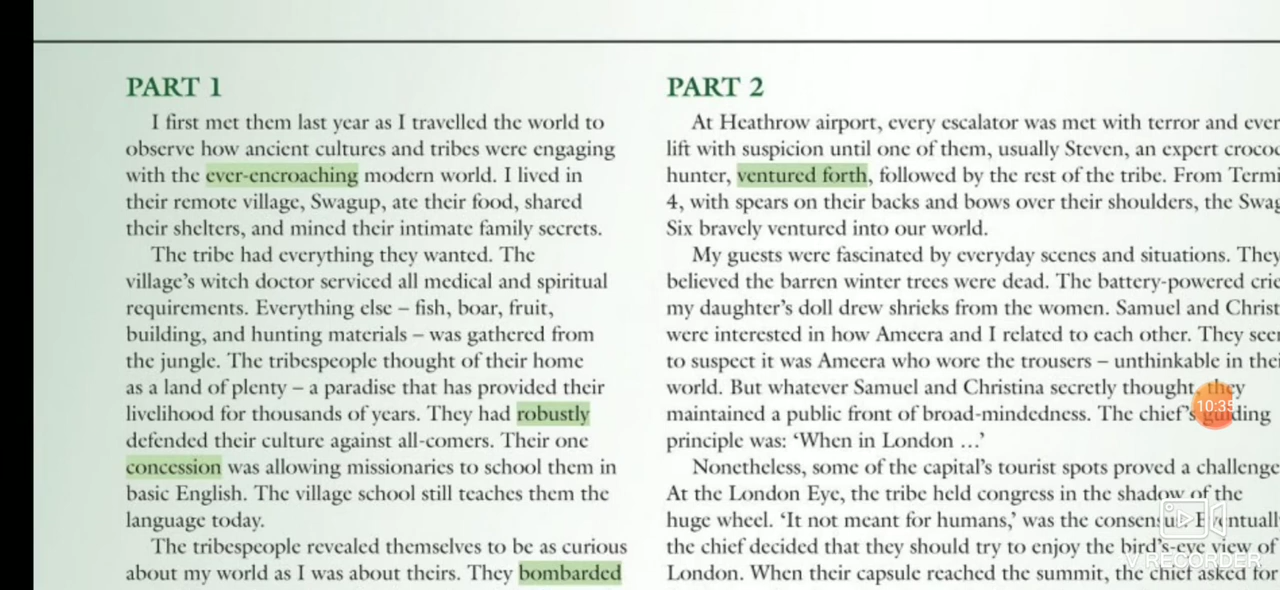 PART 1
I first met them last year as I travelled the world to
observe how ancient cultures and tribes were engaging
with the ever-encroaching modern world. I lived in
their remote village, Swagup, ate their food, shared
their shelters, and mined their intimate family secrets.
The tribe had everything they wanted. The
village's witch doctor serviced all medical and spiritual
requirements. Everything else – fish, boar, fruit,
building, and hunting materials – was gathered from
the jungle. The tribespeople thought of their home
as a land of plenty – a paradise that has provided their
livelihood for thousands of years. They had robustly
defended their culture against all-comers. Their one
concession was allowing missionaries to school them in
basic English. The village school still teaches them the
language today.
The tribespeople revealed themselves to be as curious
about my world as I was about theirs. They bombarded
PART 2
At Heathrow airport, every escalator was met with terror and ever
lift with suspicion until one of them, usually Steven, an expert croco
hunter, ventured forth, followed by the rest of the tribe. From Termi
4, with spears on their backs and bows over their shoulders, the Swag
Six bravely ventured into our world.
My guests were fascinated by everyday scenes and situations. They
believed the barren winter trees were dead. The battery-powered crie
my daughter's doll drew shrieks from the women. Samuel and Christ
were interested in how Ameera and I related to each other. They see
to suspect it was Ameera who wore the trousers – unthinkable in thei
world. But whatever Samuel and Christina secretly thought, they
maintained a public front of broad-mindedness. The chief's guiding
principle was: 'When in London …'
Nonetheless, some of the capital's tourist spots proved a challenge
At the London Eye, the tribe held congress in the shadow of the
huge wheel. 'It not meant for humans,' was the consensus. Eventuall
the chief decided that they should try to enjoy the bird's-eye view of
London. When their capsule reached the summit, the chief asked for
10:35
V RECORDER